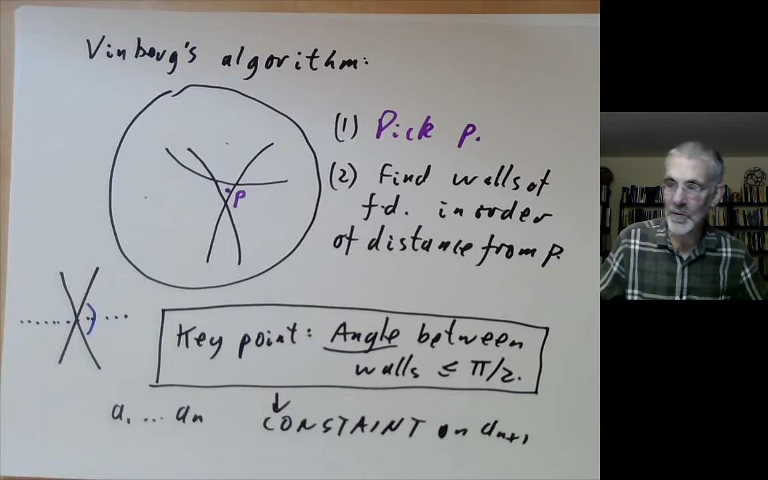 Vinberg's algorithm:
(1) Pick p.
(2) Find walls of
f.d. in order
of distance from p.
p
Key point: Angle between
walls ≤ π/2.
a₁ ... aₙ
↓
CONSTAINT on aₙ₊₁